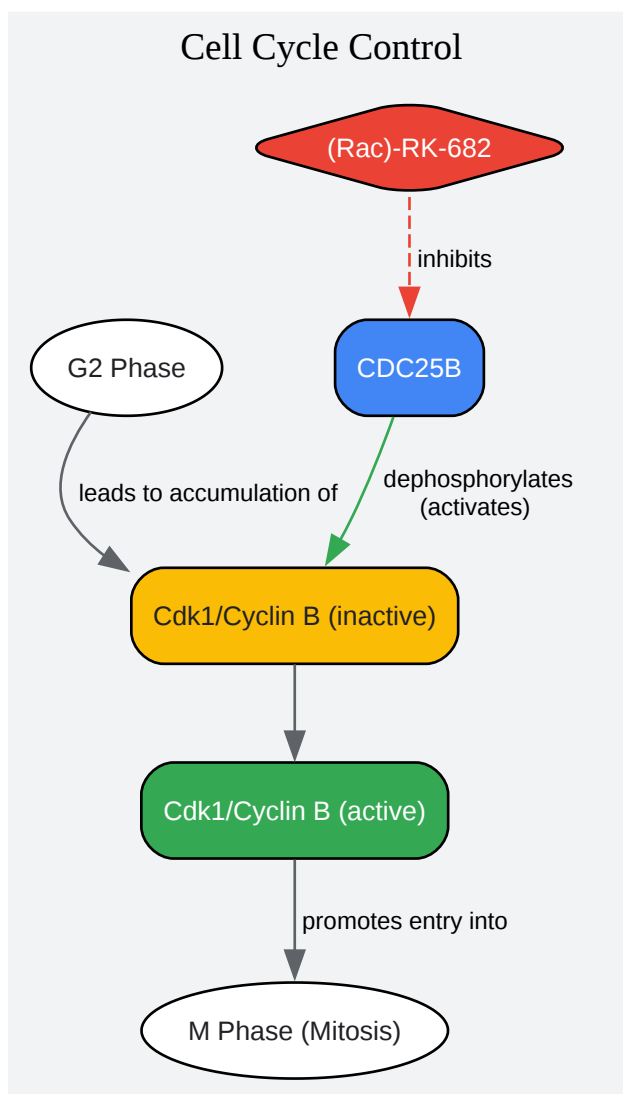 Cell Cycle Control
(Rac)-RK-682
inhibits
G2 Phase
CDC25B
leads to accumulation of
dephosphorylates
(activates)
Cdk1/Cyclin B (inactive)
Cdk1/Cyclin B (active)
promotes entry into
M Phase (Mitosis)